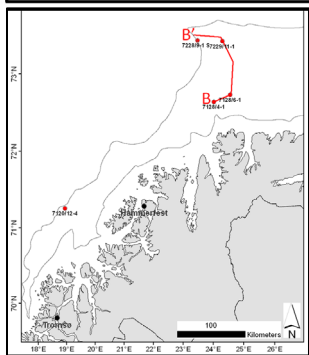 B'
7228/9-1 S
7229/11-1
73°N
B
7128/6-1
7128/4-1
72°N
7120/12-4
Hammerfest
71°N
70°N
Tromsø
100
Kilometers
N
18°E
19°E
20°E
21°E
22°E
23°E
24°E
25°E
26°E